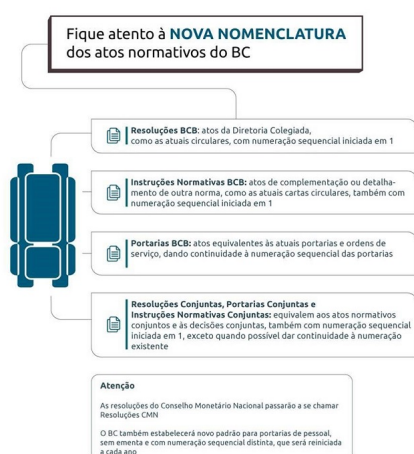 Fique atento à NOVA NOMENCLATURA
dos atos normativos do BC
Resoluções BCB: atos da Diretoria Colegiada,
como as atuais circulares, com numeração sequencial iniciada em 1
Instruções Normativas BCB: atos de complementação ou detalha-
mento de outra norma, como as atuais cartas circulares, também com
numeração sequencial iniciada em 1
Portarias BCB: atos equivalentes às atuais portarias e ordens de
serviço, dando continuidade à numeração sequencial das portarias
Resoluções Conjuntas, Portarias Conjuntas e
Instruções Normativas Conjuntas: equivalem aos atos normativos
conjuntos e às decisões conjuntas, também com numeração sequencial
iniciada em 1, exceto quando possível dar continuidade à numeração
existente
Atenção
As resoluções do Conselho Monetário Nacional passarão a se chamar
Resoluções CMN
O BC também estabelecerá novo padrão para portarias de pessoal,
sem ementa e com numeração sequencial distinta, que será reiniciada
a cada ano